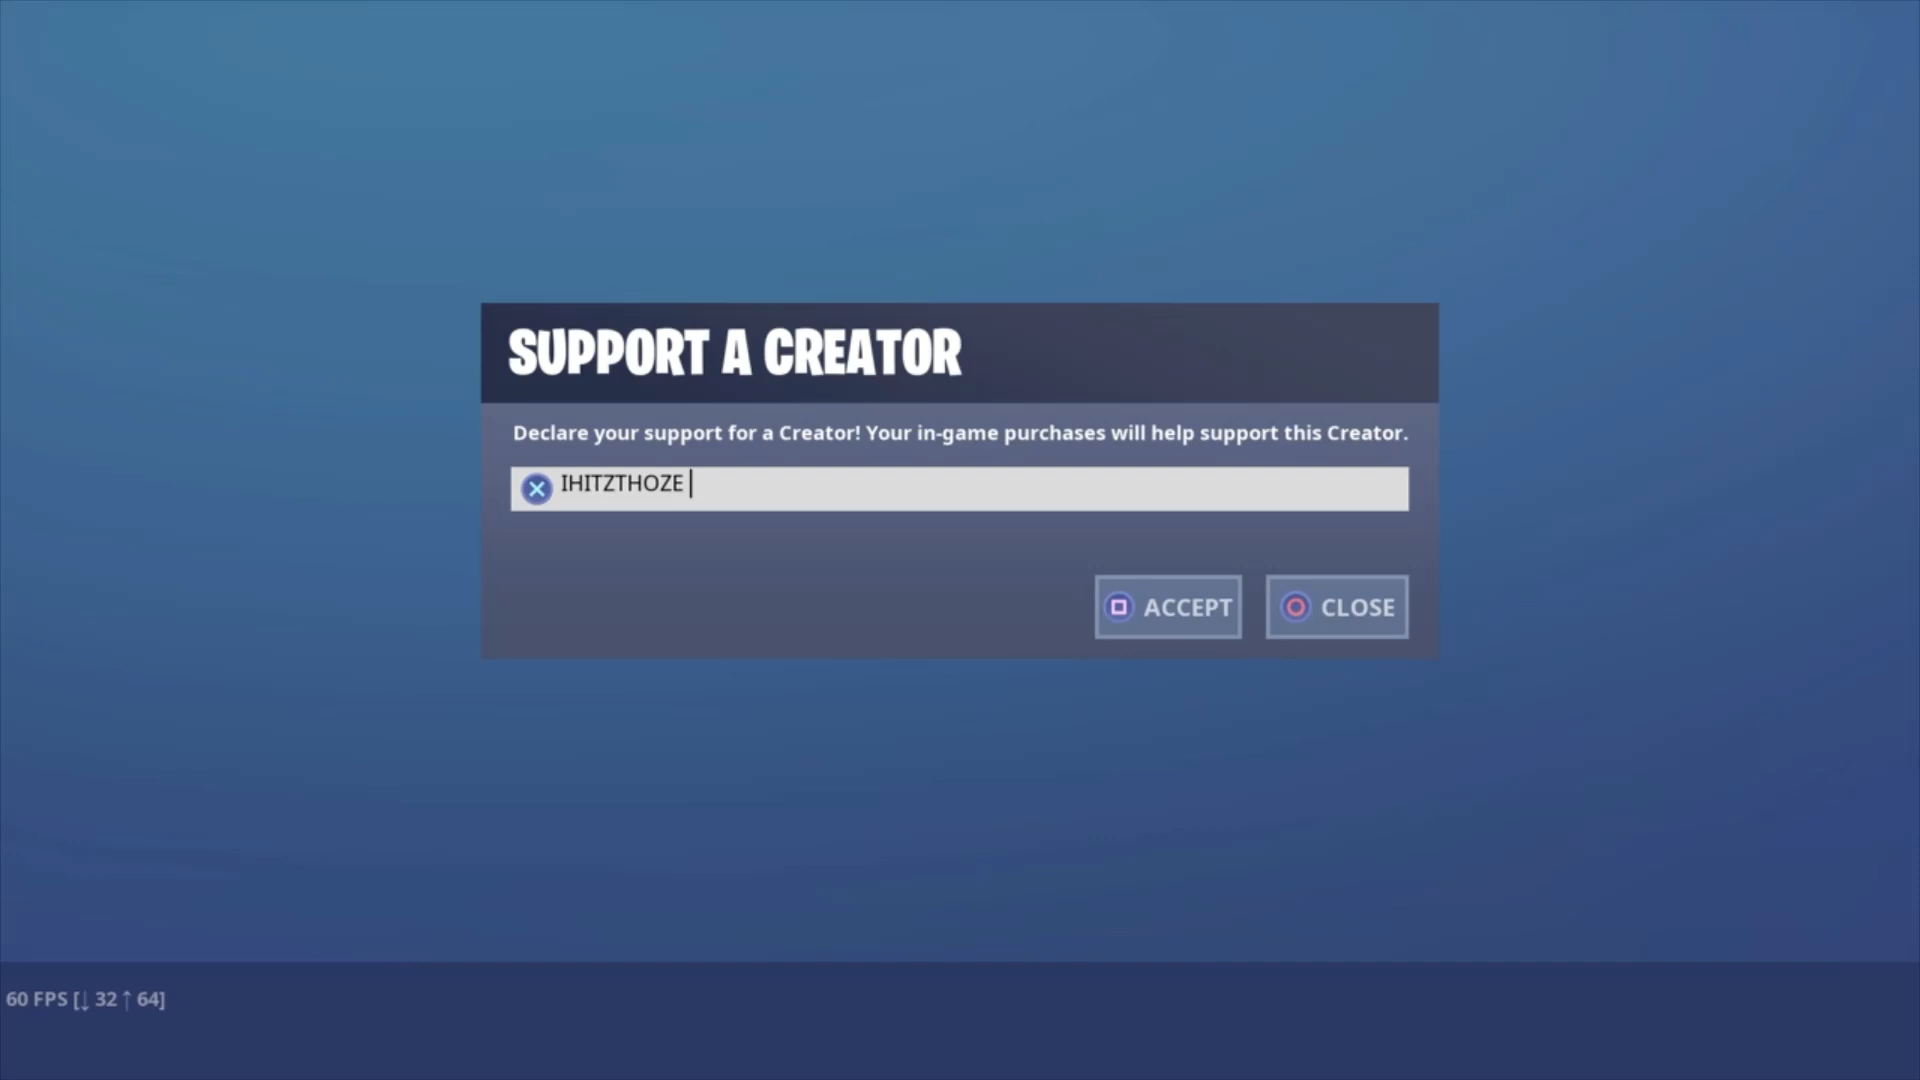 SUPPORT A CREATOR
Declare your support for a Creator! Your in-game purchases will help support this Creator.
IHITZTHOZE
ACCEPT
CLOSE
60 FPS [↓ 32 ↑ 64]